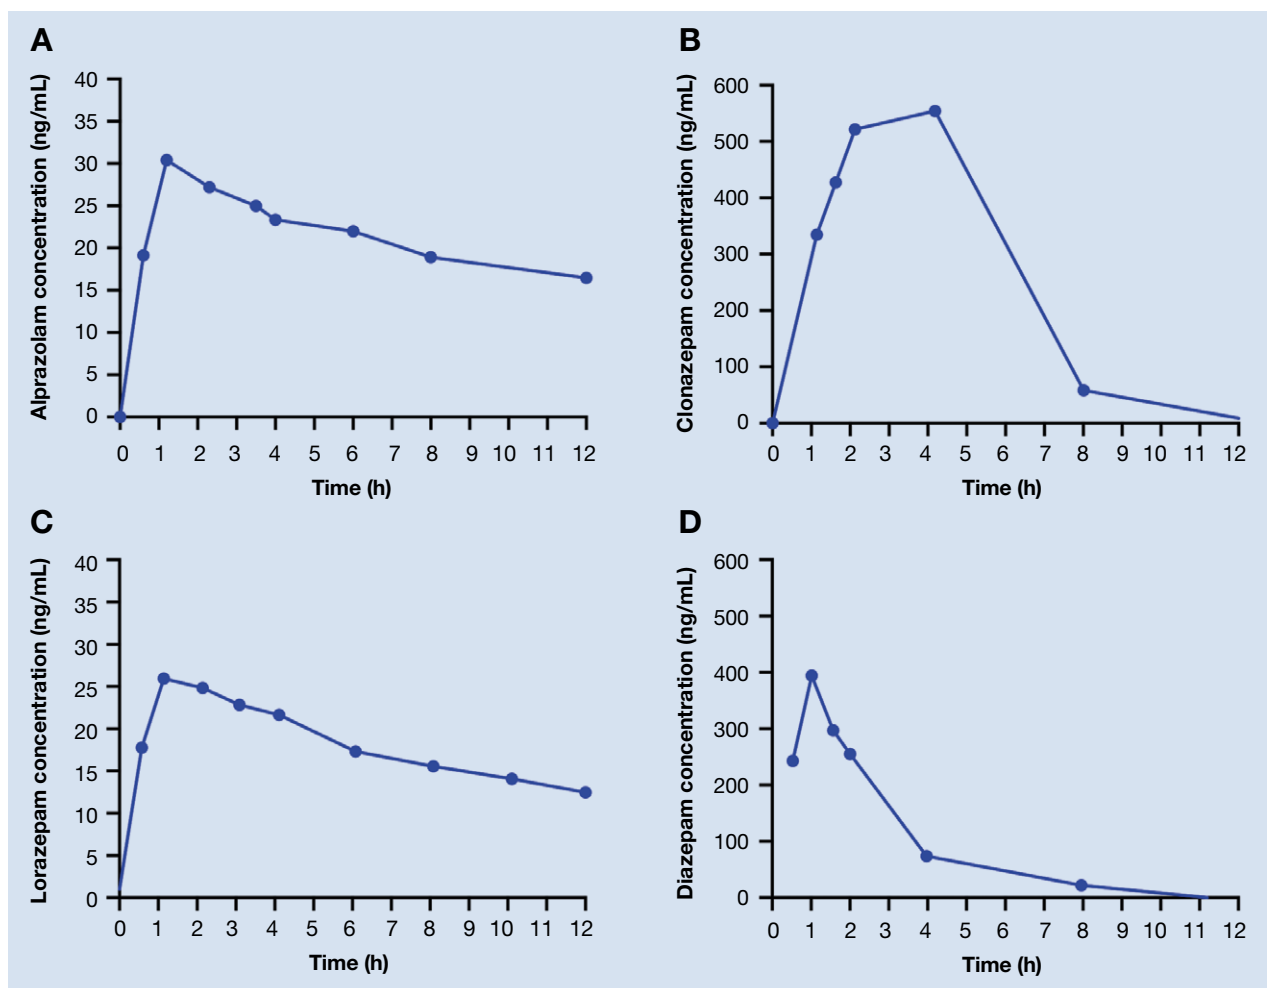 A
Alprazolam concentration (ng/mL)
40
35
30
25
20
15
10
5
0
0 1 2 3 4 5 6 7 8 9 10 11 12
Time (h)
B
Clonazepam concentration (ng/mL)
600
500
400
300
200
100
0
0 1 2 3 4 5 6 7 8 9 10 11 12
Time (h)
C
Lorazepam concentration (ng/mL)
40
35
30
25
20
15
10
5
0
0 1 2 3 4 5 6 7 8 9 10 11 12
Time (h)
D
Diazepam concentration (ng/mL)
600
500
400
300
200
100
0
0 1 2 3 4 5 6 7 8 9 10 11 12
Time (h)